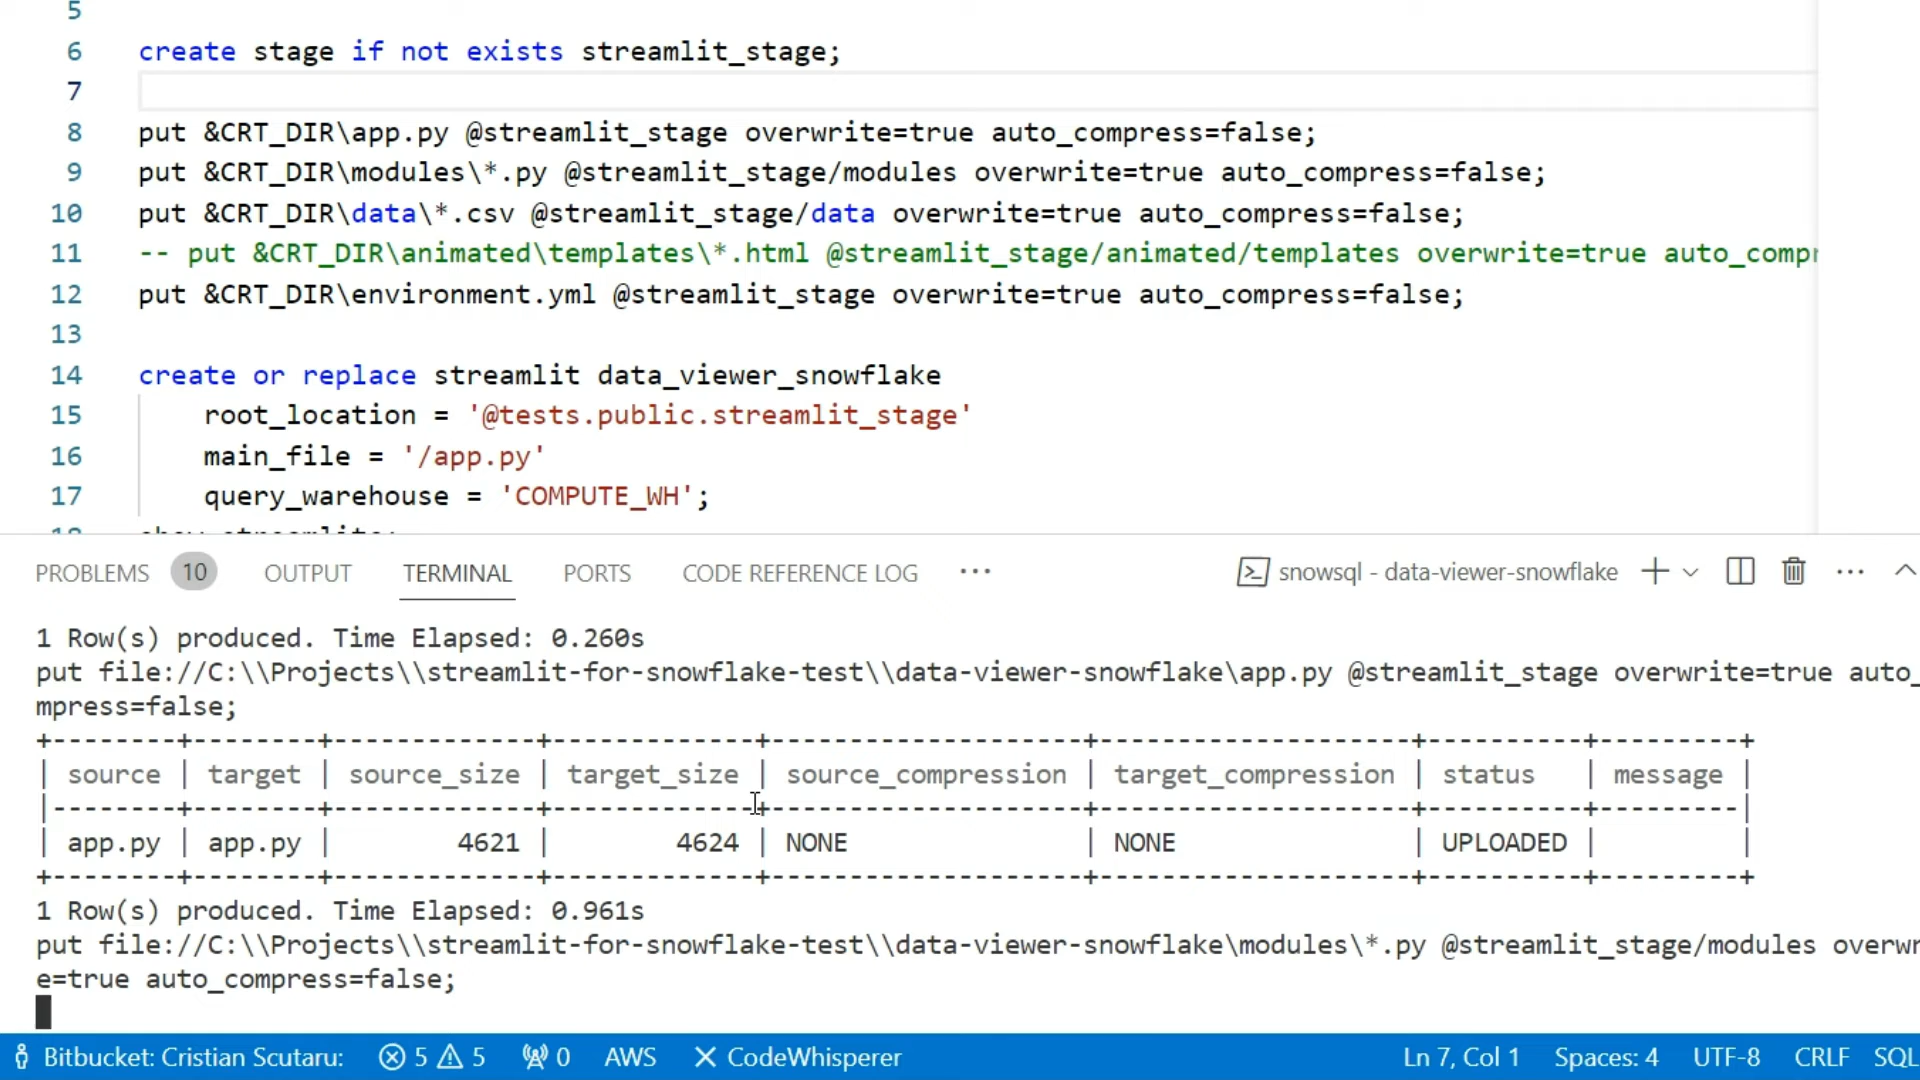 5
6 create stage if not exists streamlit_stage;
7
8 put &CRT_DIR\app.py @streamlit_stage overwrite=true auto_compress=false;
9 put &CRT_DIR\modules\*.py @streamlit_stage/modules overwrite=true auto_compress=false;
10 put &CRT_DIR\data\*.csv @streamlit_stage/data overwrite=true auto_compress=false;
11 -- put &CRT_DIR\animated\templates\*.html @streamlit_stage/animated/templates overwrite=true auto_compr
12 put &CRT_DIR\environment.yml @streamlit_stage overwrite=true auto_compress=false;
13
14 create or replace streamlit data_viewer_snowflake
15 root_location = '@tests.public.streamlit_stage'
16 main_file = '/app.py'
17 query_warehouse = 'COMPUTE_WH';
18 show streamlits;
PROBLEMS 10 OUTPUT TERMINAL PORTS CODE REFERENCE LOG ··· snowsql - data-viewer-snowflake
1 Row(s) produced. Time Elapsed: 0.260s
put file://C:\\Projects\\streamlit-for-snowflake-test\\data-viewer-snowflake\app.py @streamlit_stage overwrite=true auto_
mpress=false;
+--------+--------+-------------+-------------+--------------------+--------------------+----------+---------+
| source | target | source_size | target_size | source_compression | target_compression | status   | message |
|--------+--------+-------------+-------------+--------------------+--------------------+----------+---------|
| app.py | app.py |        4621 |        4624 | NONE               | NONE               | UPLOADED |         |
+--------+--------+-------------+-------------+--------------------+--------------------+----------+---------+
1 Row(s) produced. Time Elapsed: 0.961s
put file://C:\\Projects\\streamlit-for-snowflake-test\\data-viewer-snowflake\modules\*.py @streamlit_stage/modules overwr
e=true auto_compress=false;
Bitbucket: Cristian Scutaru: 5 5 0 AWS CodeWhisperer Ln 7, Col 1 Spaces: 4 UTF-8 CRLF SQL